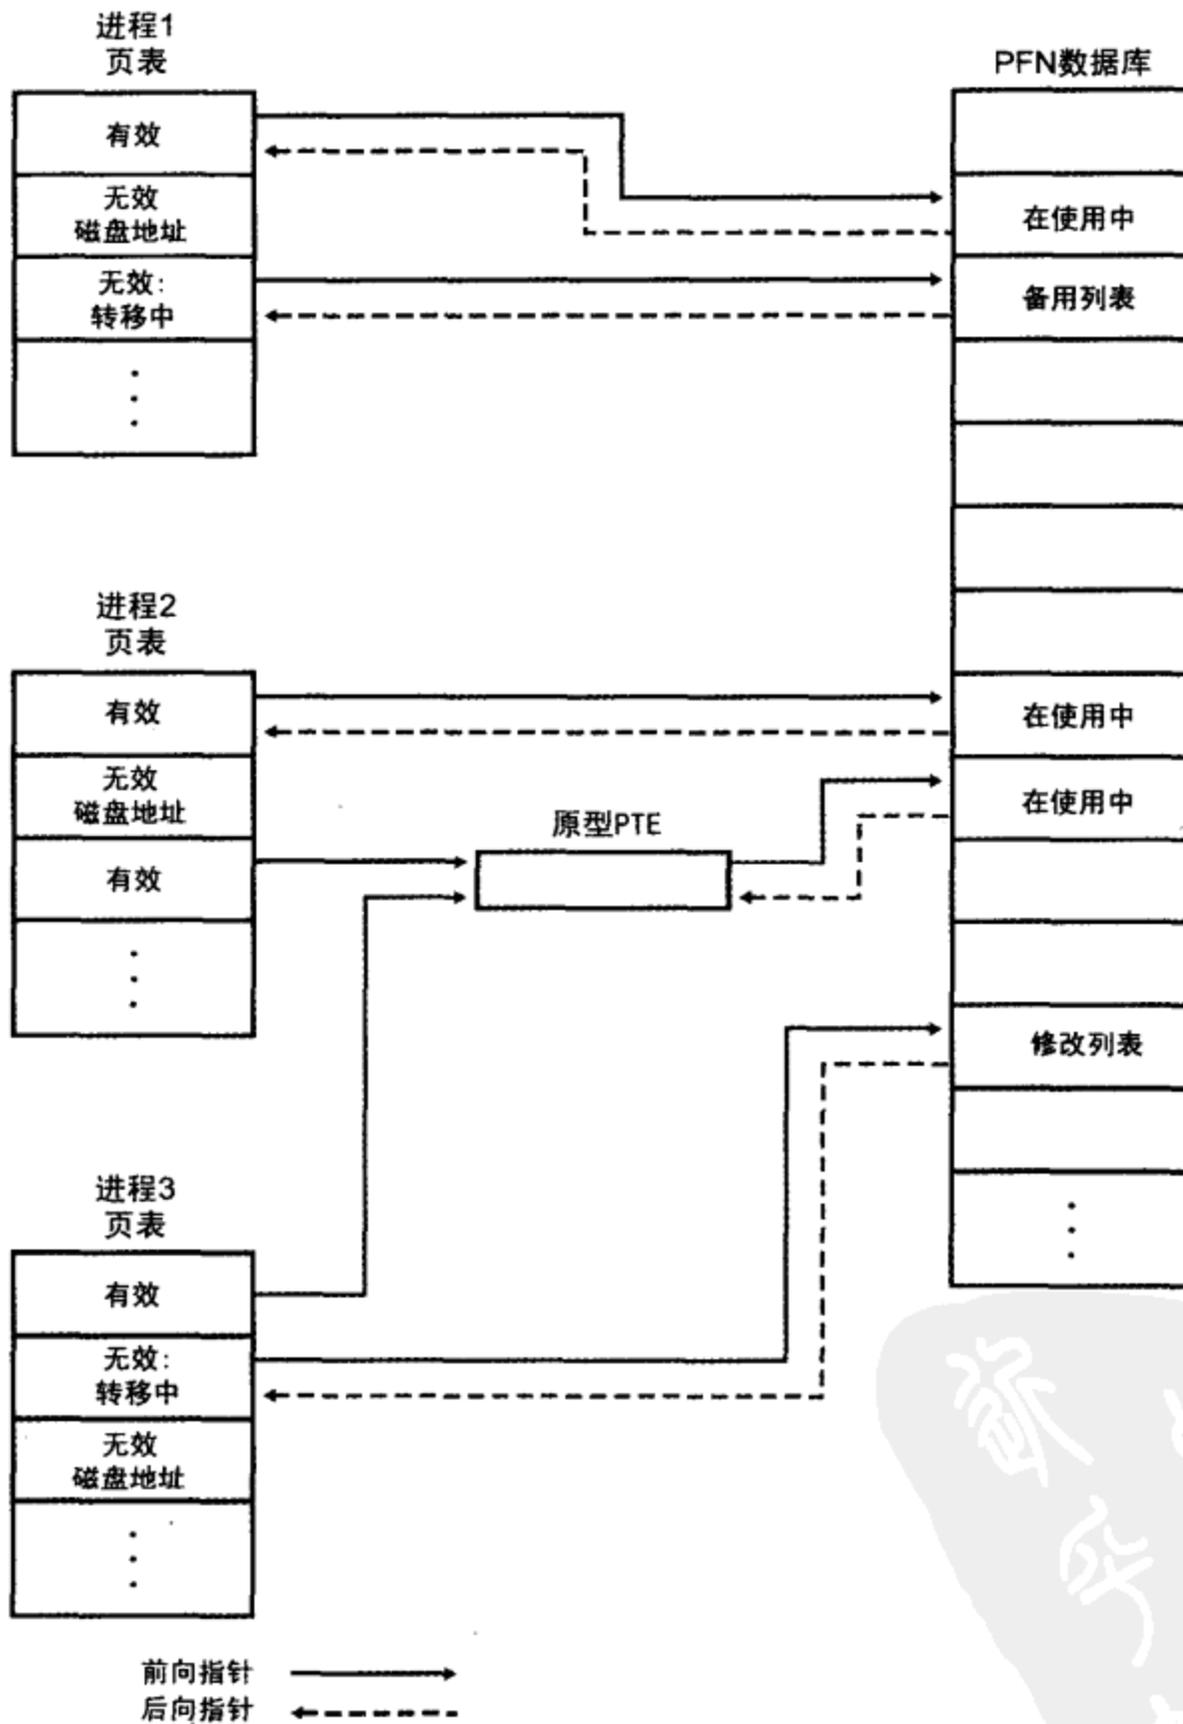 进程1
页表
有效
无效
磁盘地址
无效：
转移中
PFN数据库
在使用中
备用列表
进程2
页表
有效
无效
磁盘地址
有效
原型PTE
在使用中
在使用中
修改列表
进程3
页表
有效
无效：
转移中
无效
磁盘地址
前向指针
后向指针